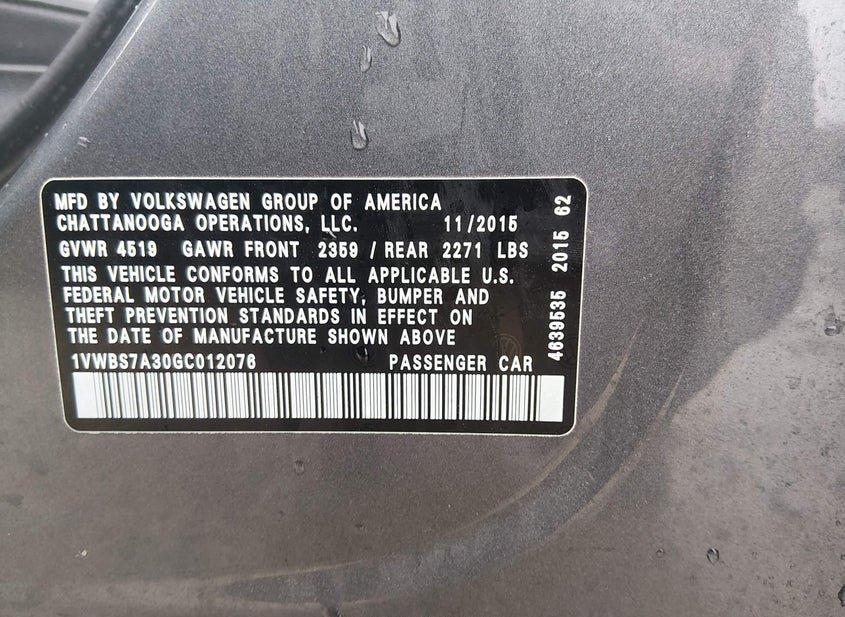 MFD BY VOLKSWAGEN GROUP OF AMERICA
CHATTANOOGA OPERATIONS, LLC. 11/2015
GVWR 4519 GAWR FRONT 2359 / REAR 2271 LBS
THIS VEHICLE CONFORMS TO ALL APPLICABLE U.S.
FEDERAL MOTOR VEHICLE SAFETY, BUMPER AND
THEFT PREVENTION STANDARDS IN EFFECT ON
THE DATE OF MANUFACTURE SHOWN ABOVE
1VWBS7A30GC012076 PASSENGER CAR
4639535 2015 62